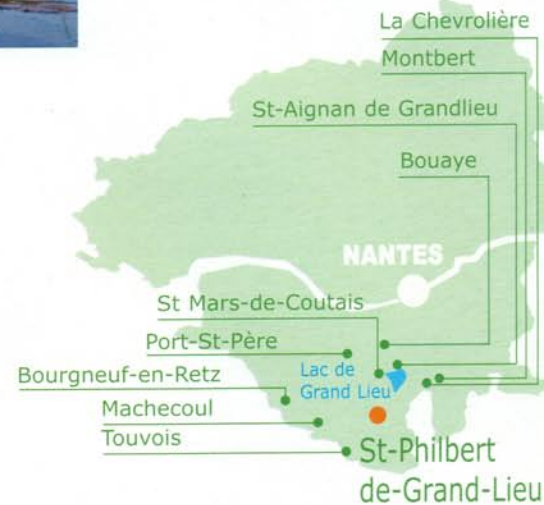 La Chevrolière
Montbert
St-Aignan de Grandlieu
Bouaye
NANTES
St Mars-de-Coutais
Port-St-Père
Lac de
Grand Lieu
Bourgneuf-en-Retz
Machecoul
Touvois
St-Philbert
de-Grand-Lieu